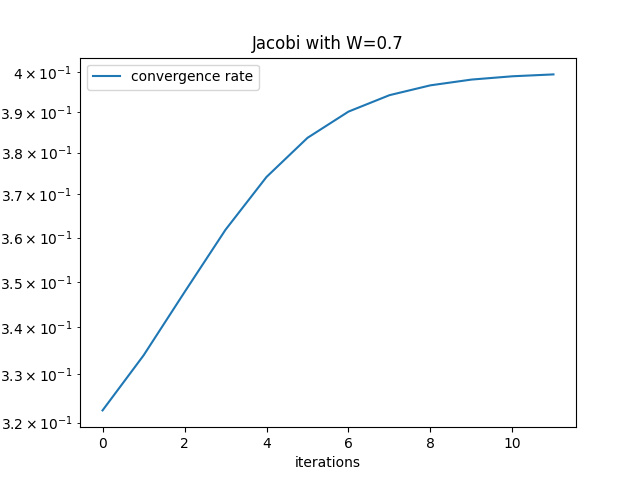 Jacobi with W=0.7
convergence rate
4 × 10⁻¹
3.9 × 10⁻¹
3.8 × 10⁻¹
3.7 × 10⁻¹
3.6 × 10⁻¹
3.5 × 10⁻¹
3.4 × 10⁻¹
3.3 × 10⁻¹
3.2 × 10⁻¹
0 2 4 6 8 10
iterations